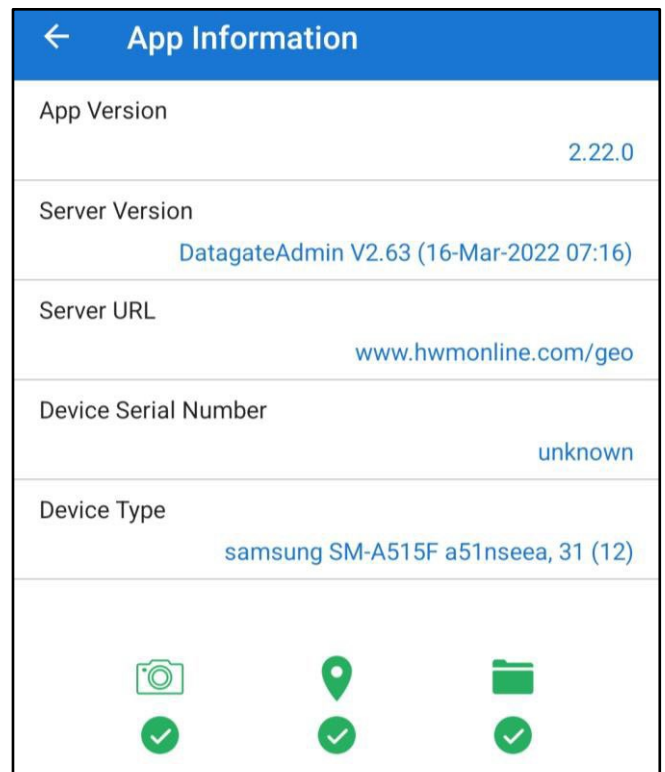 App Information
App Version
2.22.0
Server Version
DatagateAdmin V2.63 (16-Mar-2022 07:16)
Server URL
www.hwmonline.com/geo
Device Serial Number
unknown
Device Type
samsung SM-A515F a51nseea, 31 (12)